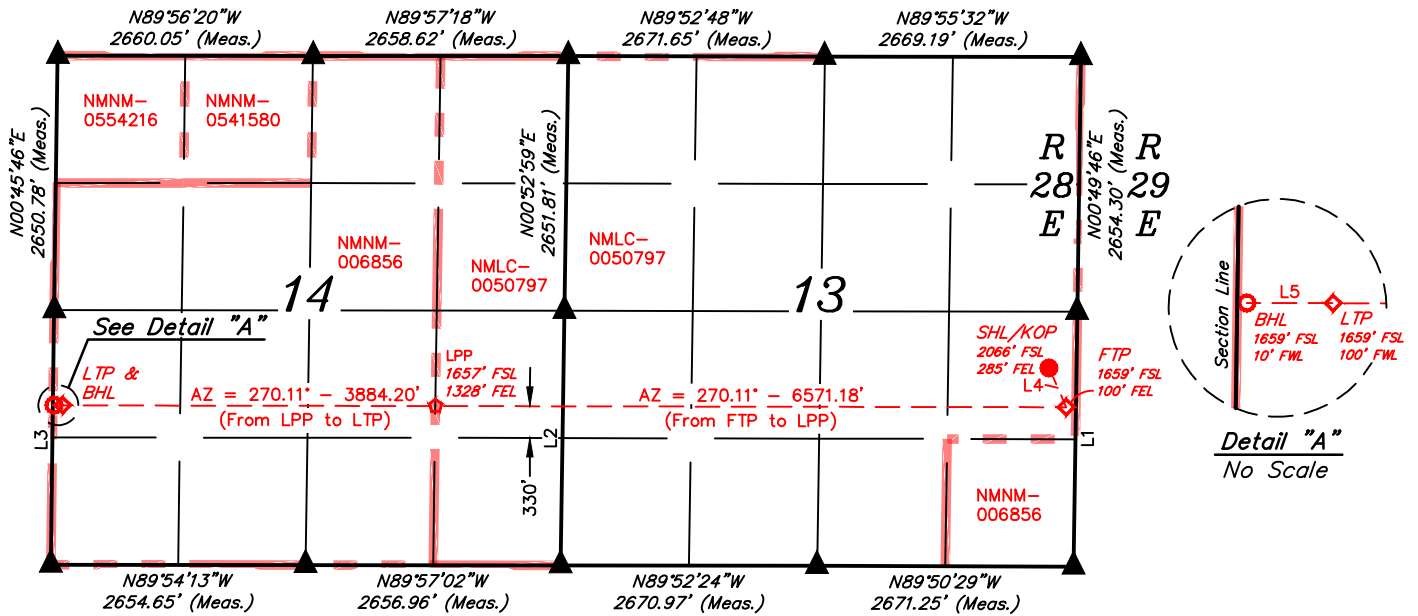 N89°56'20"W
2660.05' (Meas.)
N89°57'18"W
2658.62' (Meas.)
N89°52'48"W
2671.65' (Meas.)
N89°55'32"W
2669.19' (Meas.)
NMNM-
0554216
NMNM-
0541580
N00°45'46"E
2650.78' (Meas.)
N00°52'59"E
2651.81' (Meas.)
R
28
E
R
29
E
N00°49'46"E
2654.30' (Meas.)
NMNM-
006856
NMLC-
0050797
NMLC-
0050797
14
13
See Detail "A"
LTP &
BHL
LPP
1657' FSL
1328' FEL
SHL/KOP
2066' FSL
285' FEL
L4
FTP
1659' FSL
100' FEL
AZ = 270.11° - 3884.20'
(From LPP to LTP)
AZ = 270.11° - 6571.18'
(From FTP to LPP)
L3
L2
L1
330'
NMNM-
006856
Section Line
L5
BHL
1659' FSL
10' FWL
LTP
1659' FSL
100' FWL
Detail "A"
No Scale
N89°54'13"W
2654.65' (Meas.)
N89°57'02"W
2656.96' (Meas.)
N89°52'24"W
2670.97' (Meas.)
N89°50'29"W
2671.25' (Meas.)